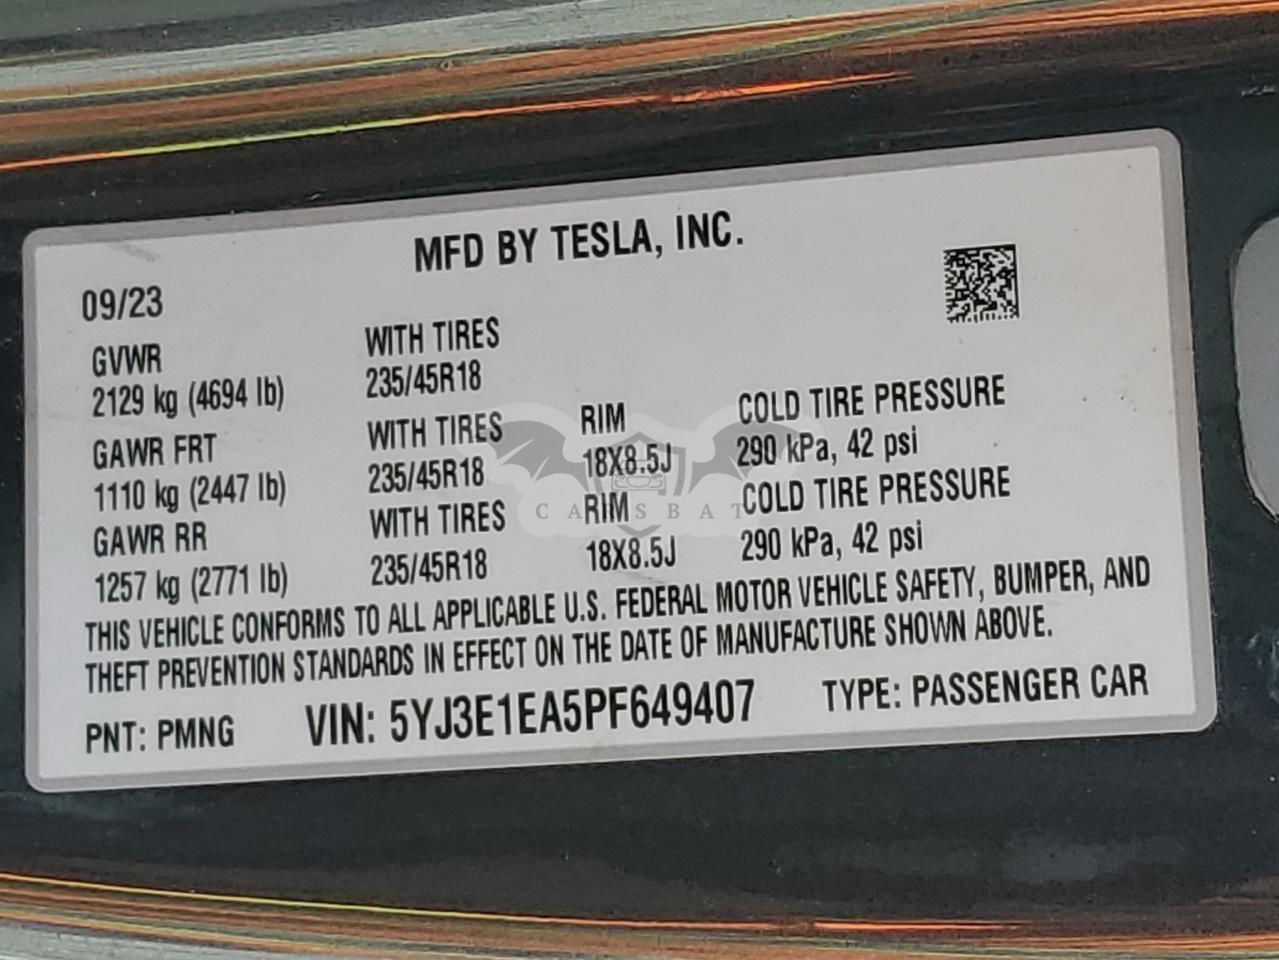 MFD BY TESLA, INC.
09/23
GVWR WITH TIRES
2129 kg (4694 lb) 235/45R18
GAWR FRT WITH TIRES RIM COLD TIRE PRESSURE
1110 kg (2447 lb) 235/45R18 18X8.5J 290 kPa, 42 psi
GAWR RR WITH TIRES RIM COLD TIRE PRESSURE
1257 kg (2771 lb) 235/45R18 18X8.5J 290 kPa, 42 psi
THIS VEHICLE CONFORMS TO ALL APPLICABLE U.S. FEDERAL MOTOR VEHICLE SAFETY, BUMPER, AND
THEFT PREVENTION STANDARDS IN EFFECT ON THE DATE OF MANUFACTURE SHOWN ABOVE.
PNT: PMNG VIN: 5YJ3E1EA5PF649407 TYPE: PASSENGER CAR
CARSBAT